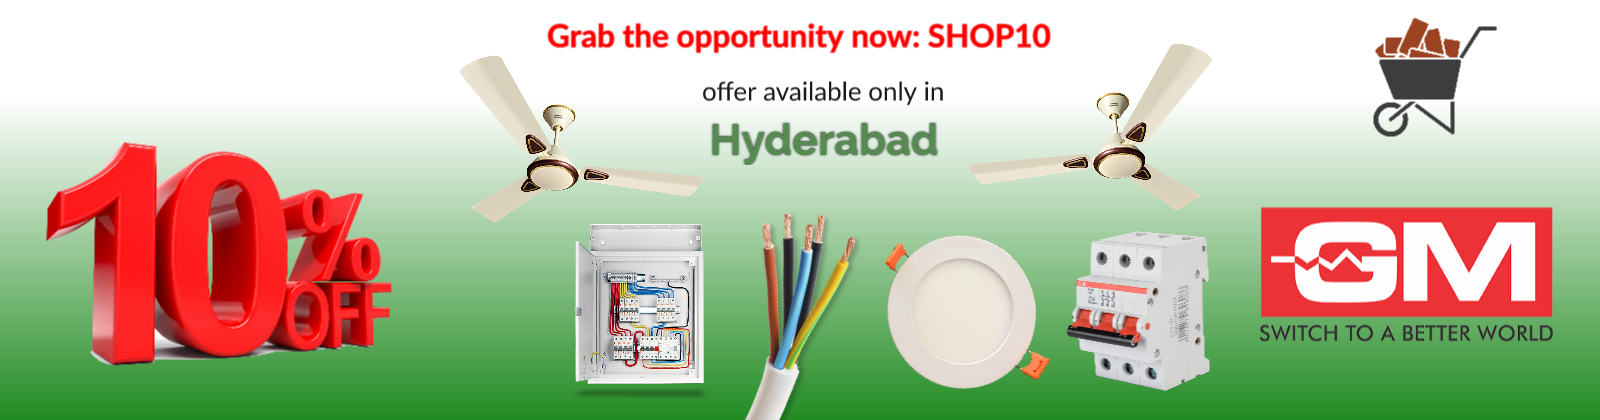 Grab the opportunity now: SHOP10
offer available only in
Hyderabad
10% OFF
GM
SWITCH TO A BETTER WORLD